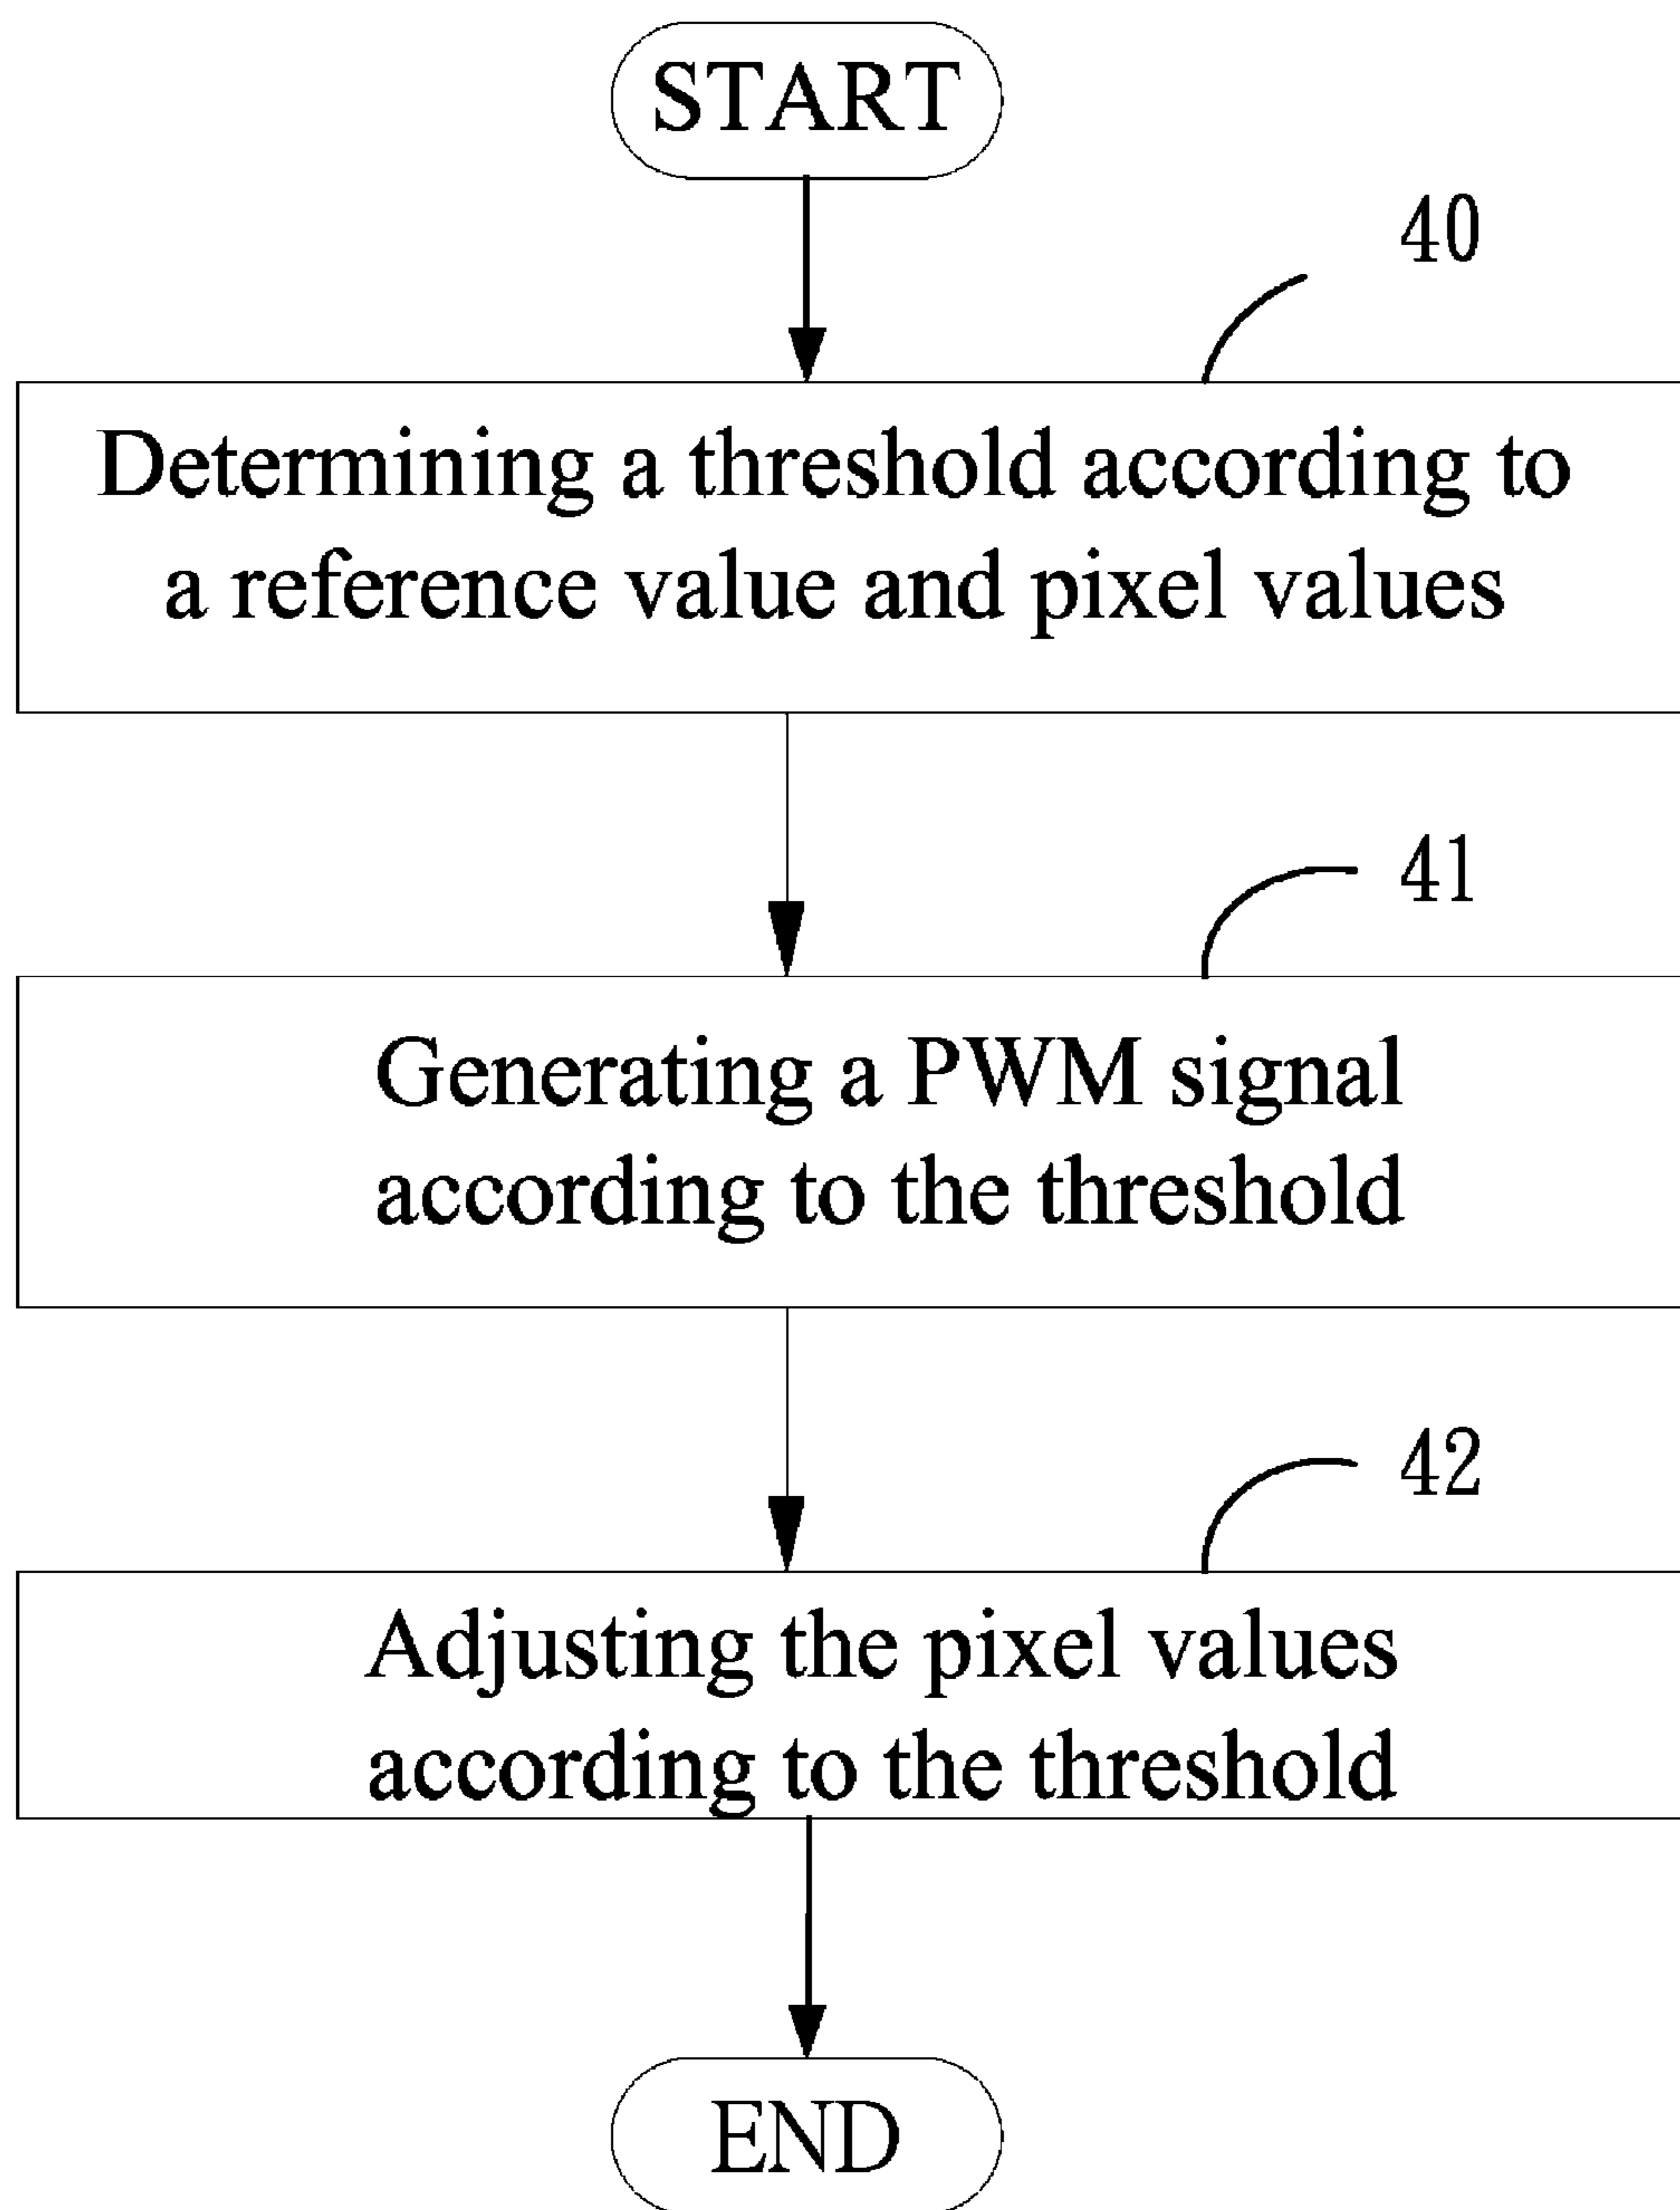 START
40
Determining a threshold according to
a reference value and pixel values
41
Generating a PWM signal
according to the threshold
42
Adjusting the pixel values
according to the threshold
END